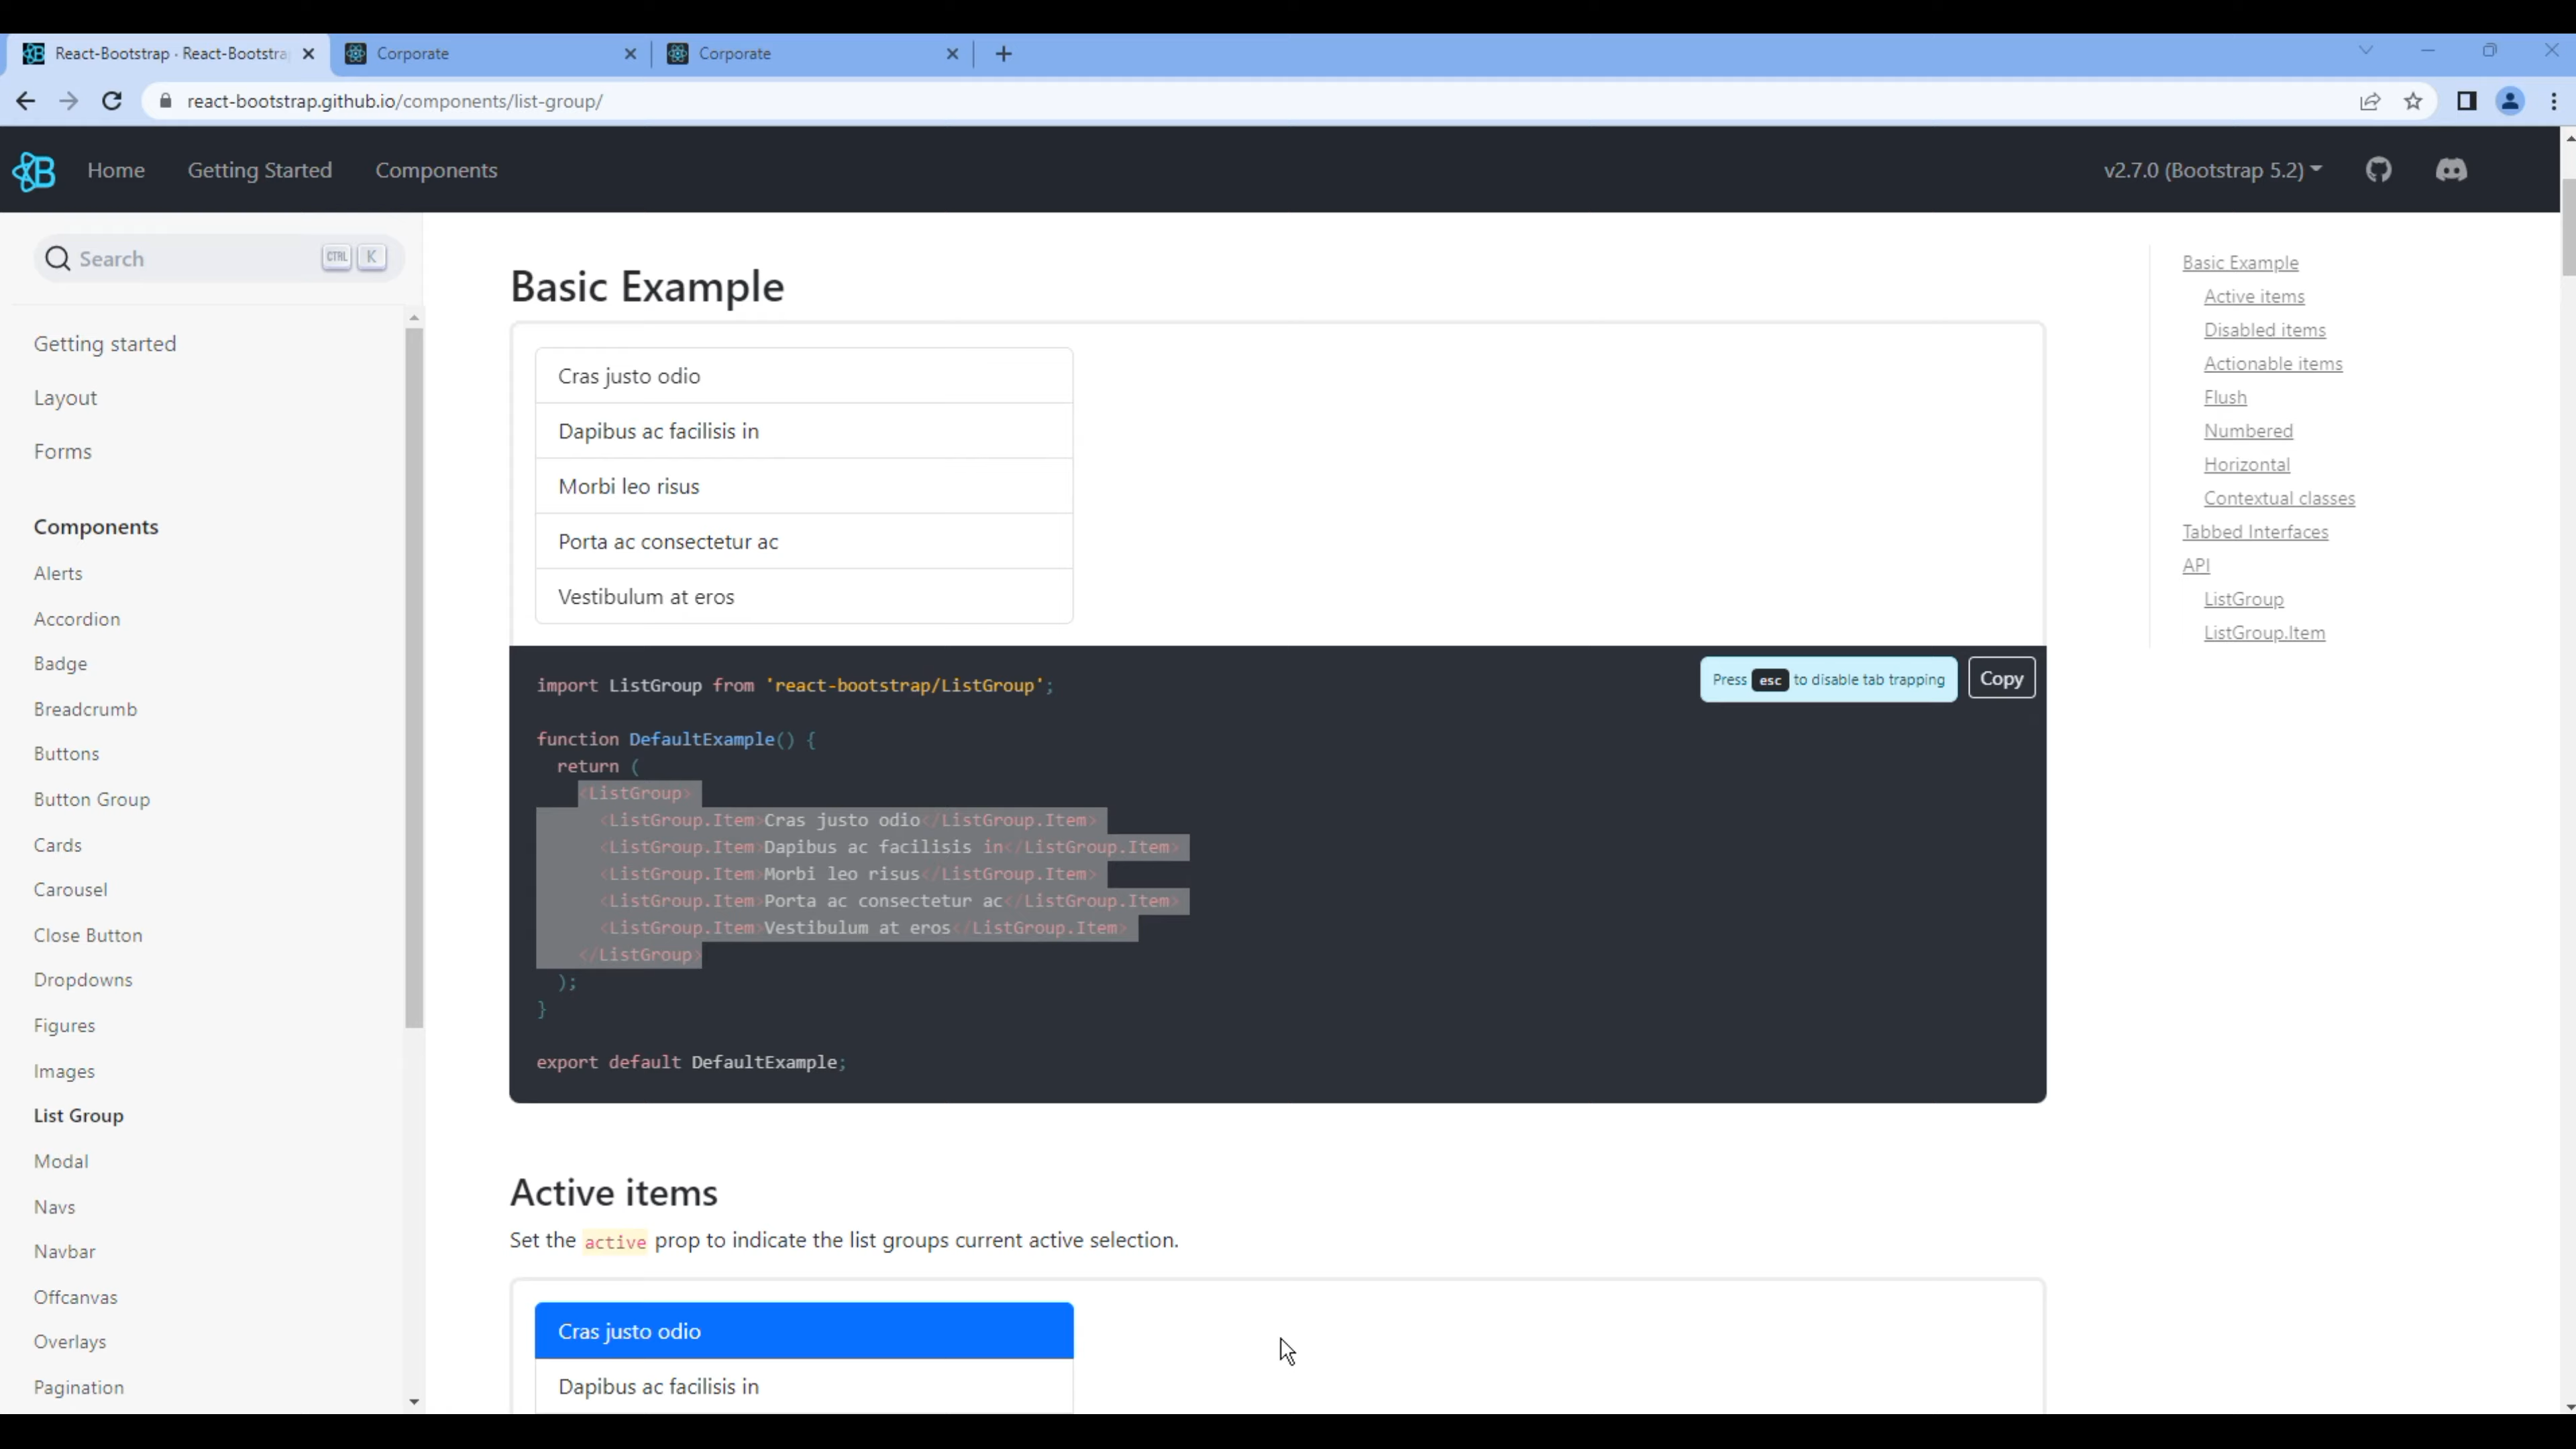 React-Bootstrap · React-Bootstra
Corporate
Corporate
react-bootstrap.github.io/components/list-group/
B
Home
Getting Started
Components
v2.7.0 (Bootstrap 5.2)
Search
CTRL
K
Getting started
Layout
Forms
Components
Alerts
Accordion
Badge
Breadcrumb
Buttons
Button Group
Cards
Carousel
Close Button
Dropdowns
Figures
Images
List Group
Modal
Navs
Navbar
Offcanvas
Overlays
Pagination
Basic Example
Cras justo odio
Dapibus ac facilisis in
Morbi leo risus
Porta ac consectetur ac
Vestibulum at eros
Press esc to disable tab trapping
Copy
import ListGroup from 'react-bootstrap/ListGroup';
function DefaultExample() {
return (
<ListGroup>
<ListGroup.Item>Cras justo odio</ListGroup.Item>
<ListGroup.Item>Dapibus ac facilisis in</ListGroup.Item>
<ListGroup.Item>Morbi leo risus</ListGroup.Item>
<ListGroup.Item>Porta ac consectetur ac</ListGroup.Item>
<ListGroup.Item>Vestibulum at eros</ListGroup.Item>
</ListGroup>
);
}
export default DefaultExample;
Active items
Set the active prop to indicate the list groups current active selection.
Cras justo odio
Dapibus ac facilisis in
Basic Example
Active items
Disabled items
Actionable items
Flush
Numbered
Horizontal
Contextual classes
Tabbed Interfaces
API
ListGroup
ListGroup.Item